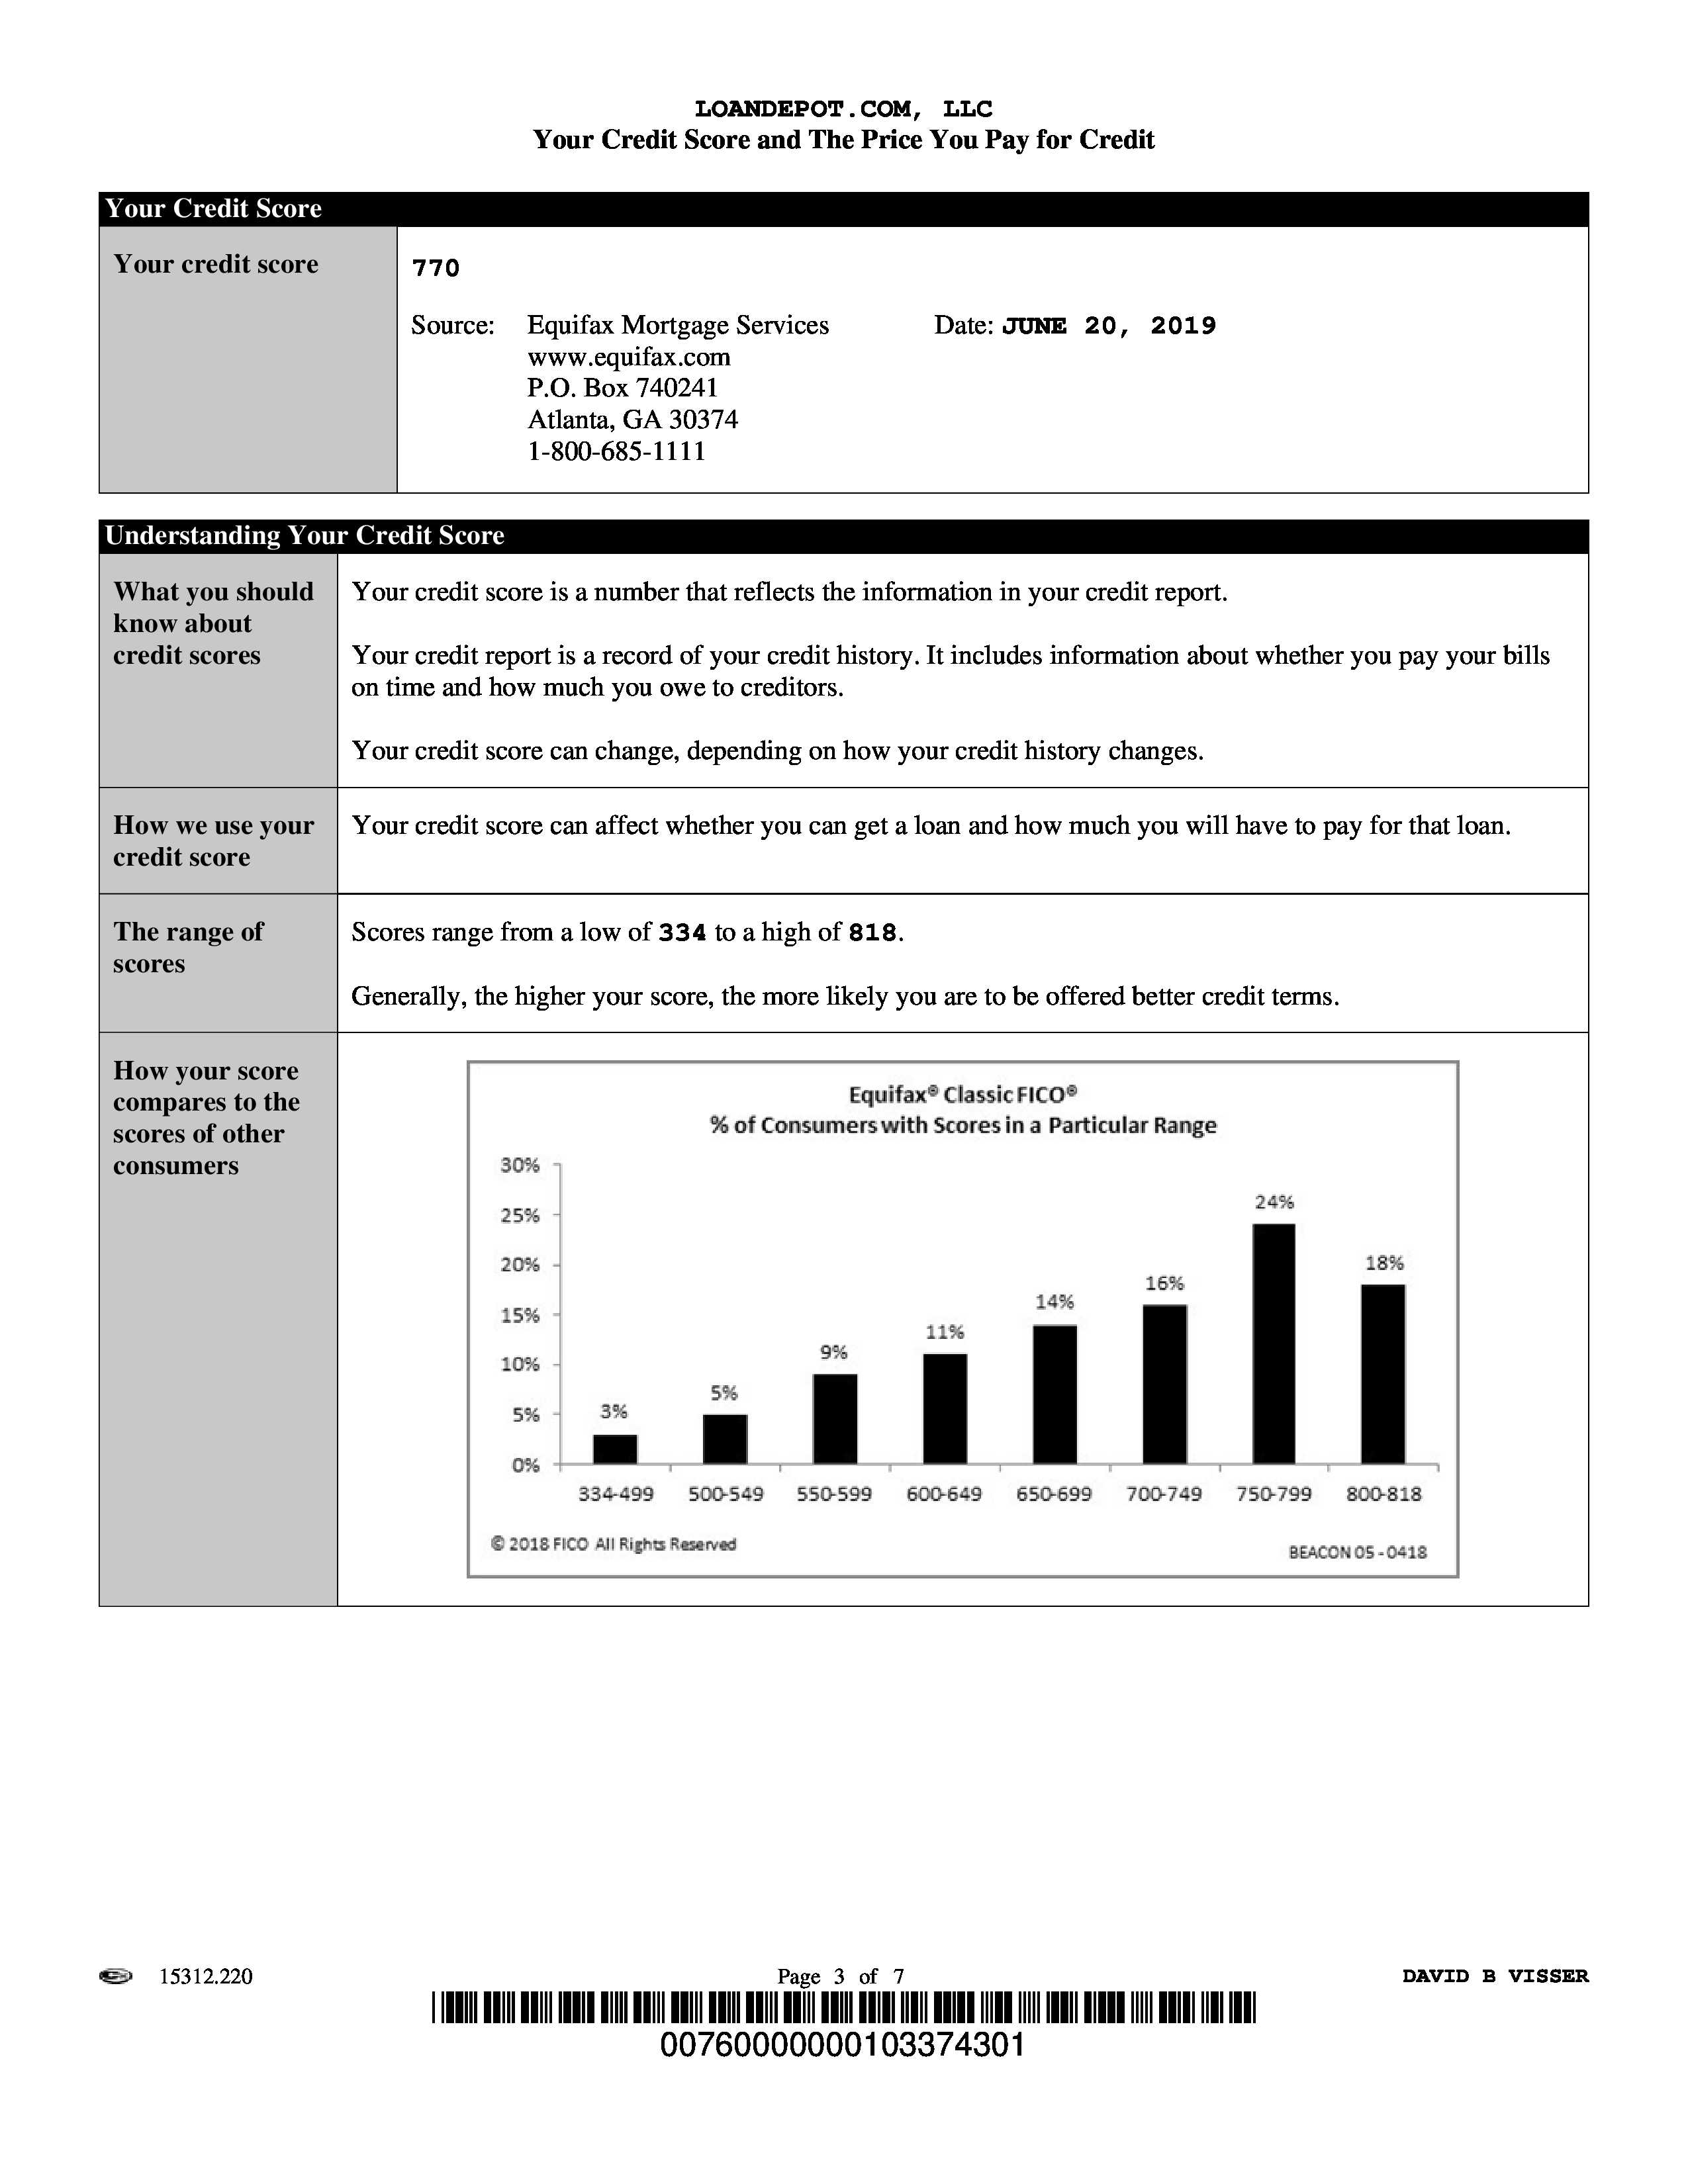 LOANDEPOT.COM, LLC
Your Credit Score and The Price You Pay for Credit
Your Credit Score
Your credit score
770
Source: Equifax Mortgage Services Date: JUNE 20, 2019
www.equifax.com
P.O. Box 740241
Atlanta, GA 30374
1-800-685-1111
Understanding Your Credit Score
What you should
know about
credit scores
Your credit score is a number that reflects the information in your credit report.
Your credit report is a record of your credit history. It includes information about whether you pay your bills
on time and how much you owe to creditors.
Your credit score can change, depending on how your credit history changes.
How we use your
credit score
Your credit score can affect whether you can get a loan and how much you will have to pay for that loan.
The range of
scores
Scores range from a low of 334 to a high of 818.
Generally, the higher your score, the more likely you are to be offered better credit terms.
How your score
compares to the
scores of other
consumers
Equifax® Classic FICO®
% of Consumers with Scores in a Particular Range
30%
25%
20%
15%
10%
5%
0%
3%
5%
9%
11%
14%
16%
24%
18%
334-499 500-549 550-599 600-649 650-699 700-749 750-799 800-818
© 2018 FICO All Rights Reserved
BEACON 05 - 0418
15312.220 Page 3 of 7 DAVID B VISSER
00760000000103374301